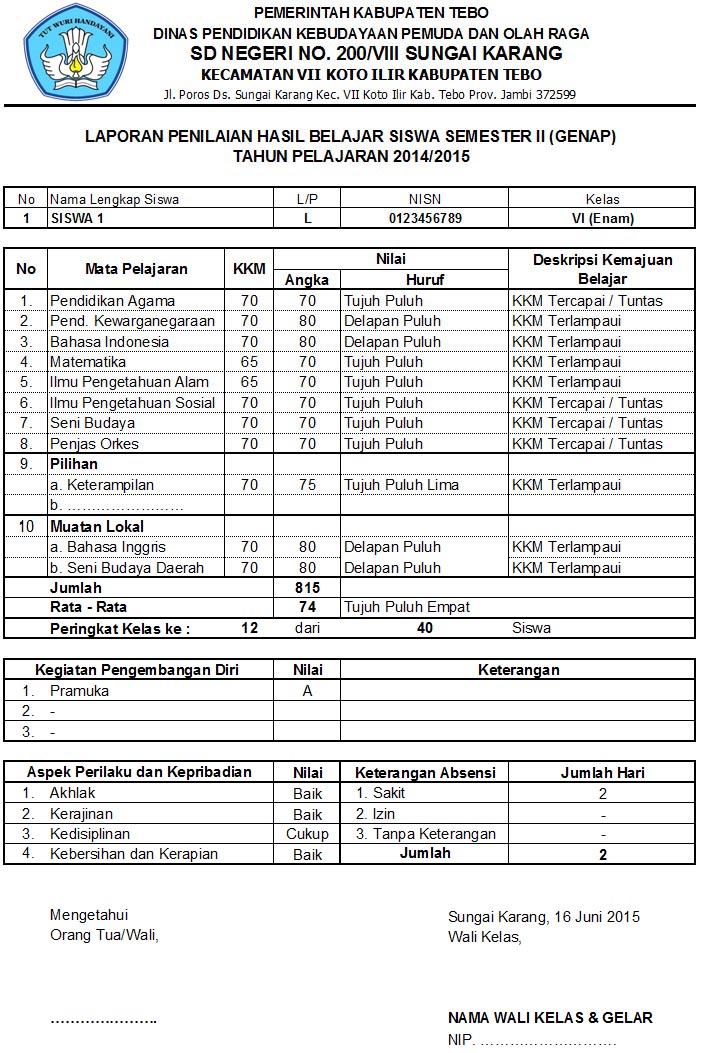 TUT WURI HANDAYANI
PEMERINTAH KABUPATEN TEBO
DINAS PENDIDIKAN KEBUDAYAAN PEMUDA DAN OLAH RAGA
SD NEGERI NO. 200/VIII SUNGAI KARANG
KECAMATAN VII KOTO ILIR KABUPATEN TEBO
Jl. Poros Ds. Sungai Karang Kec. VII Koto Ilir Kab. Tebo Prov. Jambi 372599
LAPORAN PENILAIAN HASIL BELAJAR SISWA SEMESTER II (GENAP)
TAHUN PELAJARAN 2014/2015
No Nama Lengkap Siswa L/P NISN Kelas
1 SISWA 1 L 0123456789 VI (Enam)
No Mata Pelajaran KKM Nilai Deskripsi Kemajuan Belajar
Angka Huruf
1. Pendidikan Agama 70 70 Tujuh Puluh KKM Tercapai / Tuntas
2. Pend. Kewarganegaraan 70 80 Delapan Puluh KKM Terlampaui
3. Bahasa Indonesia 70 80 Delapan Puluh KKM Terlampaui
4. Matematika 65 70 Tujuh Puluh KKM Terlampaui
5. Ilmu Pengetahuan Alam 65 70 Tujuh Puluh KKM Terlampaui
6. Ilmu Pengetahuan Sosial 70 70 Tujuh Puluh KKM Tercapai / Tuntas
7. Seni Budaya 70 70 Tujuh Puluh KKM Tercapai / Tuntas
8. Penjas Orkes 70 70 Tujuh Puluh KKM Tercapai / Tuntas
9. Pilihan
a. Keterampilan 70 75 Tujuh Puluh Lima KKM Terlampaui
b. ……………………
10 Muatan Lokal
a. Bahasa Inggris 70 80 Delapan Puluh KKM Terlampaui
b. Seni Budaya Daerah 70 80 Delapan Puluh KKM Terlampaui
Jumlah 815
Rata - Rata 74 Tujuh Puluh Empat
Peringkat Kelas ke : 12 dari 40 Siswa
Kegiatan Pengembangan Diri Nilai Keterangan
1. Pramuka A
2. -
3. -
Aspek Perilaku dan Kepribadian Nilai Keterangan Absensi Jumlah Hari
1. Akhlak Baik 1. Sakit 2
2. Kerajinan Baik 2. Izin -
3. Kedisiplinan Cukup 3. Tanpa Keterangan -
4. Kebersihan dan Kerapian Baik Jumlah 2
Mengetahui
Orang Tua/Wali,
Sungai Karang, 16 Juni 2015
Wali Kelas,
………………….
NAMA WALI KELAS & GELAR
NIP. ……………………….